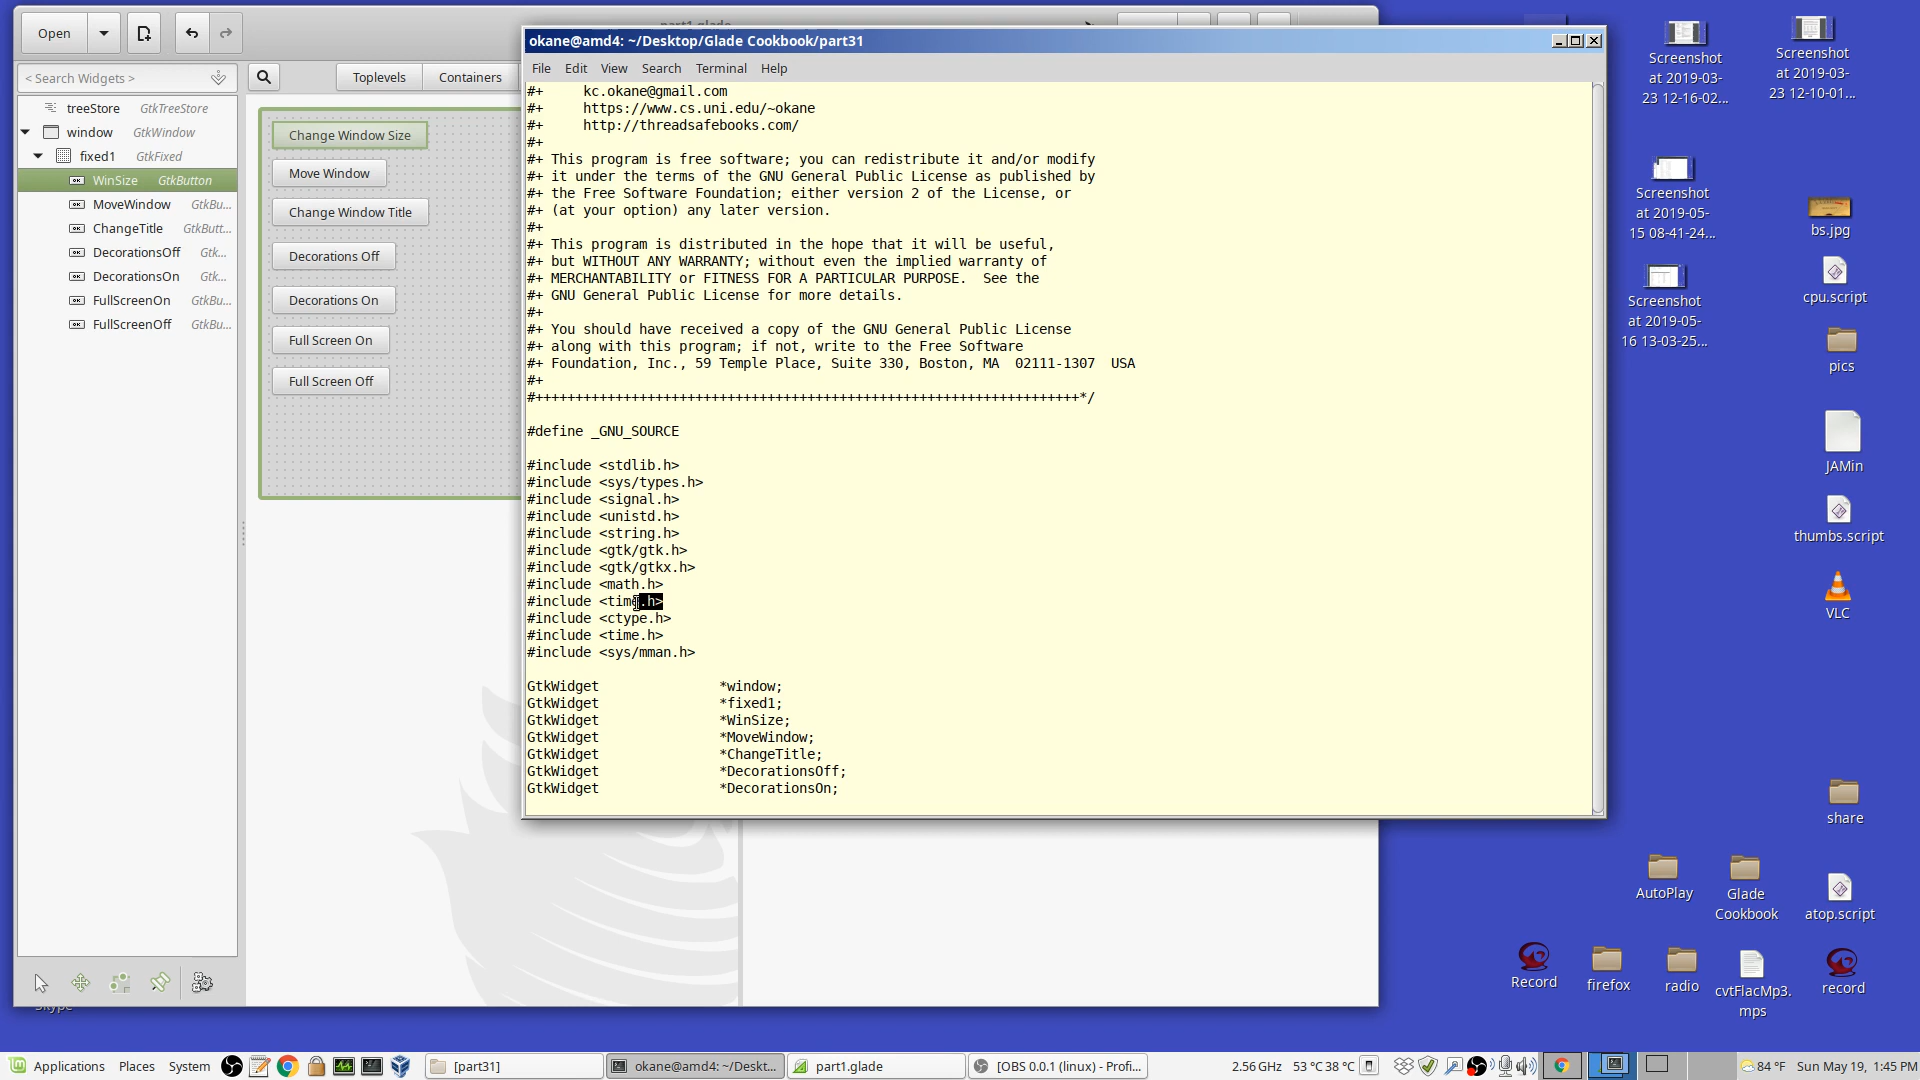 Open
part1.glade
< Search Widgets >
Toplevels
Containers
treeStore GtkTreeStore
window GtkWindow
fixed1 GtkFixed
WinSize GtkButton
MoveWindow GtkBu...
ChangeTitle GtkButt...
DecorationsOff Gtk...
DecorationsOn Gtk...
FullScreenOn GtkBu...
FullScreenOff GtkBu...
Change Window Size
Move Window
Change Window Title
Decorations Off
Decorations On
Full Screen On
Full Screen Off
okane@amd4: ~/Desktop/Glade Cookbook/part31
File Edit View Search Terminal Help
#+     kc.okane@gmail.com
#+     https://www.cs.uni.edu/~okane
#+     http://threadsafebooks.com/
#+
#+ This program is free software; you can redistribute it and/or modify
#+ it under the terms of the GNU General Public License as published by
#+ the Free Software Foundation; either version 2 of the License, or
#+ (at your option) any later version.
#+
#+ This program is distributed in the hope that it will be useful,
#+ but WITHOUT ANY WARRANTY; without even the implied warranty of
#+ MERCHANTABILITY or FITNESS FOR A PARTICULAR PURPOSE.  See the
#+ GNU General Public License for more details.
#+
#+ You should have received a copy of the GNU General Public License
#+ along with this program; if not, write to the Free Software
#+ Foundation, Inc., 59 Temple Place, Suite 330, Boston, MA  02111-1307  USA
#+
#++++++++++++++++++++++++++++++++++++++++++++++++++++++++++++++++++++*/
#define _GNU_SOURCE
#include <stdlib.h>
#include <sys/types.h>
#include <signal.h>
#include <unistd.h>
#include <string.h>
#include <gtk/gtk.h>
#include <gtk/gtkx.h>
#include <math.h>
#include <time.h>
#include <ctype.h>
#include <time.h>
#include <sys/mman.h>
GtkWidget               *window;
GtkWidget               *fixed1;
GtkWidget               *WinSize;
GtkWidget               *MoveWindow;
GtkWidget               *ChangeTitle;
GtkWidget               *DecorationsOff;
GtkWidget               *DecorationsOn;
Screenshot
at 2019-03-
23 12-16-02...
Screenshot
at 2019-03-
23 12-10-01...
Screenshot
at 2019-05-
15 08-41-24...
bs.jpg
Screenshot
at 2019-05-
16 13-03-25...
cpu.script
pics
JAMin
thumbs.script
VLC
share
AutoPlay
Glade
Cookbook
atop.script
Record
firefox
radio
cvtFlacMp3.
mps
record
Skype
Applications Places System
[part31]
okane@amd4: ~/Deskt...
part1.glade
[OBS 0.0.1 (linux) - Profi...
2.56 GHz 53 °C 38 °C
84 °F Sun May 19, 1:45 PM